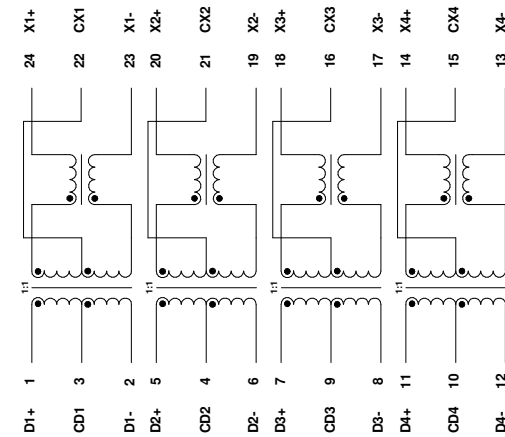 X1+ CX1 X1- X2+ CX2 X2- X3+ CX3 X3- X4+ CX4 X4-
24 22 23 20 21 19 18 16 17 14 15 13
1:1 1:1 1:1 1:1
1 3 2 5 4 6 7 9 8 11 10 12
D1+ CD1 D1- D2+ CD2 D2- D3+ CD3 D3- D4+ CD4 D4-